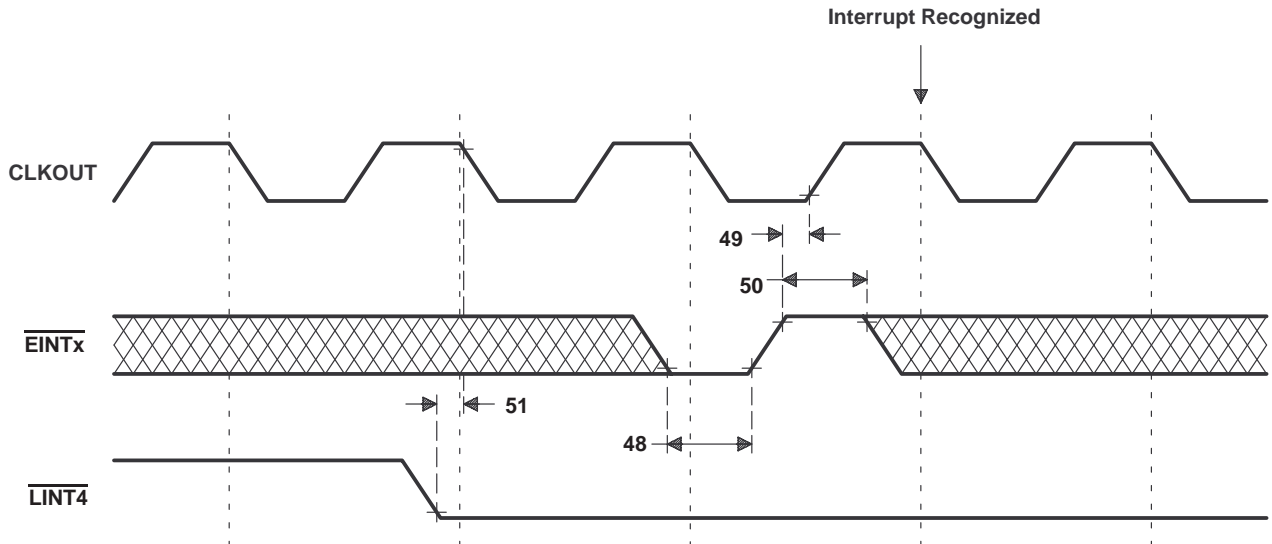 Interrupt Recognized
CLKOUT
49
50
EINTx
51
48
LINT4